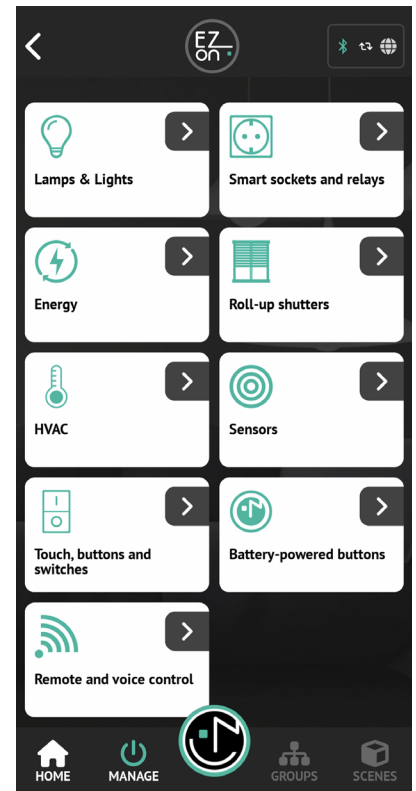 EZ
on
Lamps & Lights
Smart sockets and relays
Energy
Roll-up shutters
HVAC
Sensors
Touch, buttons and
switches
Battery-powered buttons
Remote and voice control
HOME
MANAGE
GROUPS
SCENES